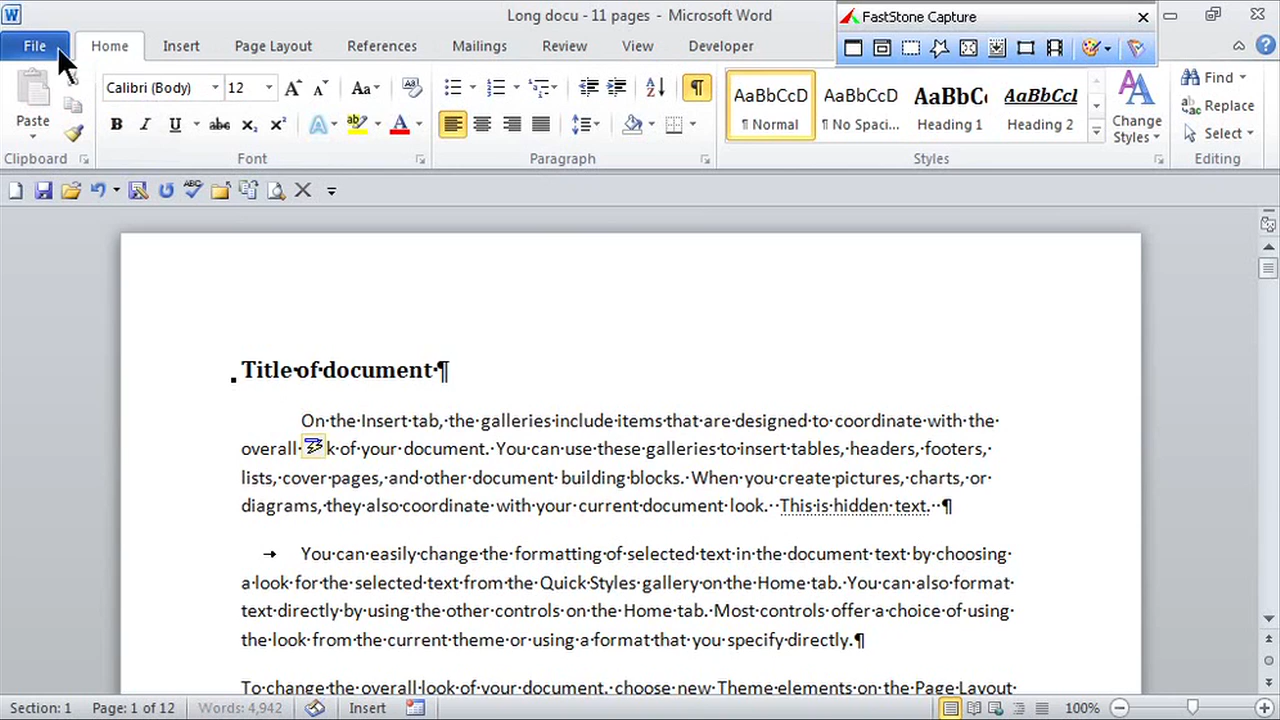 Long docu - 11 pages - Microsoft Word
FastStone Capture
File Home Insert Page Layout References Mailings Review View Developer
Paste
Calibri (Body) 12
AaBbCcD AaBbCcD AaBbCc AaBbCcl
¶ Normal ¶ No Spaci... Heading 1 Heading 2
Change
Styles
Find
Replace
Select
Clipboard Font Paragraph Styles Editing
Title of document ¶
On the Insert tab, the galleries include items that are designed to coordinate with the
overall k of your document. You can use these galleries to insert tables, headers, footers,
lists, cover pages, and other document building blocks. When you create pictures, charts, or
diagrams, they also coordinate with your current document look. This is hidden text. ¶
You can easily change the formatting of selected text in the document text by choosing
a look for the selected text from the Quick Styles gallery on the Home tab. You can also format
text directly by using the other controls on the Home tab. Most controls offer a choice of using
the look from the current theme or using a format that you specify directly.¶
To change the overall look of your document, choose new Theme elements on the Page Layout
Section: 1 Page: 1 of 12 Words: 4,942 Insert 100%